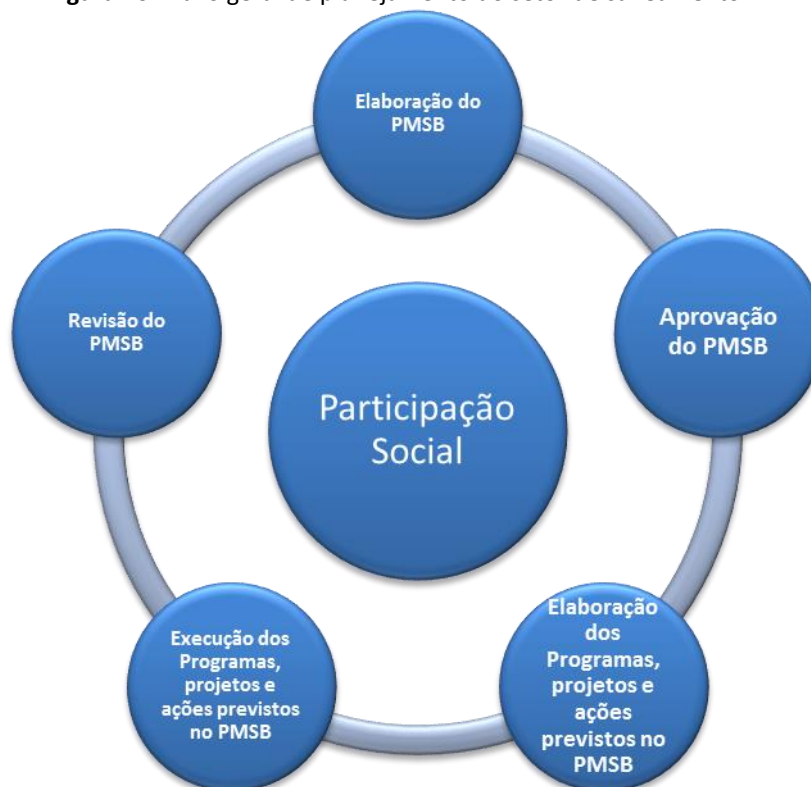 Elaboração do
PMSB
Aprovação
do PMSB
Elaboração
dos
Programas,
projetos e
ações
previstos no
PMSB
Execução dos
Programas,
projetos e
ações previstos
no PMSB
Revisão do
PMSB
Participação
Social